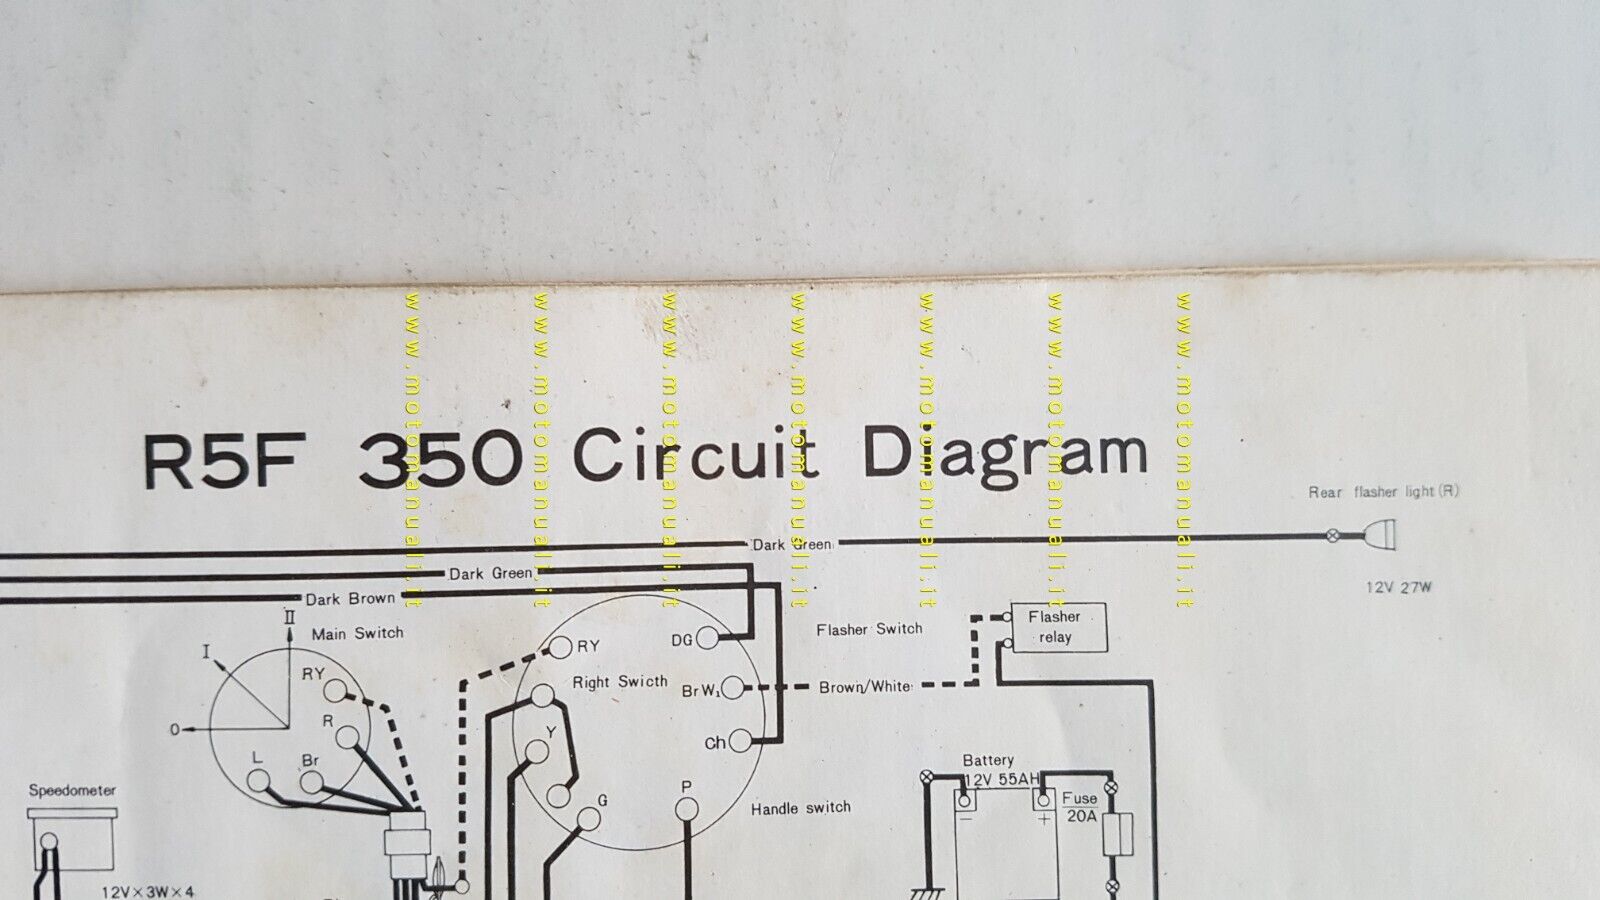 R5F 350 Circuit Diagram
Rear flasher light (R)
12V 27W
Dark Green
Dark Green
Dark Brown
II
I
O
Main Switch
RY
R
L
Br
RY
DG
Right Swicth
BrW₁
Y
Ch
G
P
Flasher Switch
Brown/White
Flasher
relay
Handle switch
Battery
12V 55AH
−
+
Fuse
20A
Speedometer
12V×3W×4
www.motomanuali.it
www.motomanuali.it
www.motomanuali.it
www.motomanuali.it
www.motomanuali.it
www.motomanuali.it
www.motomanuali.it